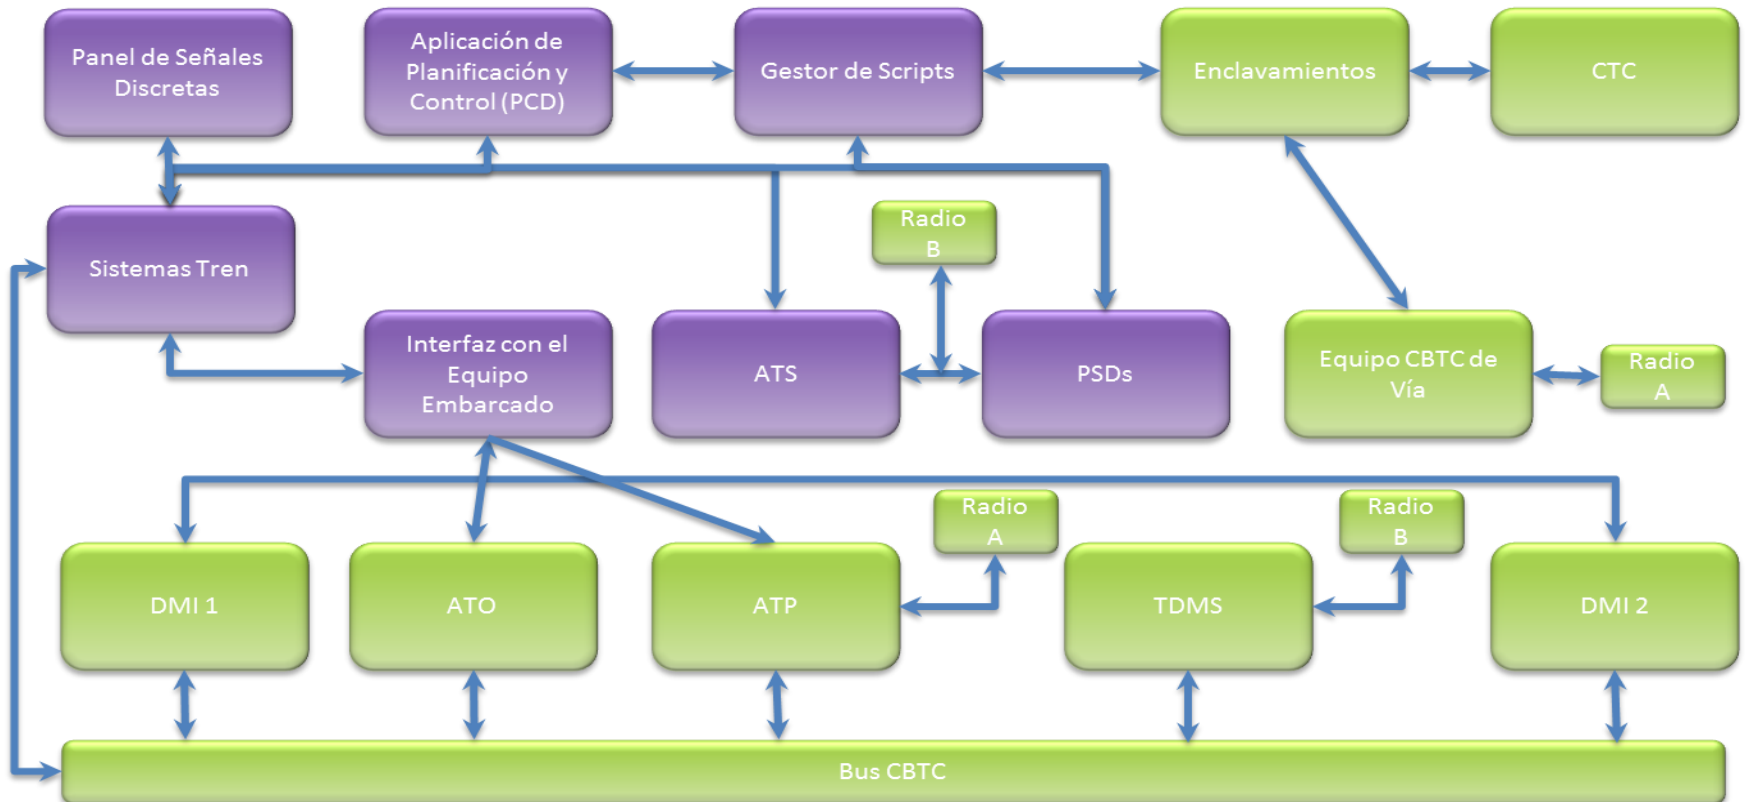 Panel de Señales
Discretas
Aplicación de
Planificación y
Control (PCD)
Gestor de Scripts
Enclavamientos
CTC
Sistemas Tren
Radio
B
Interfaz con el
Equipo
Embarcado
ATS
PSDs
Equipo CBTC de
Vía
Radio
A
Radio
A
Radio
B
DMI 1
ATO
ATP
TDMS
DMI 2
Bus CBTC